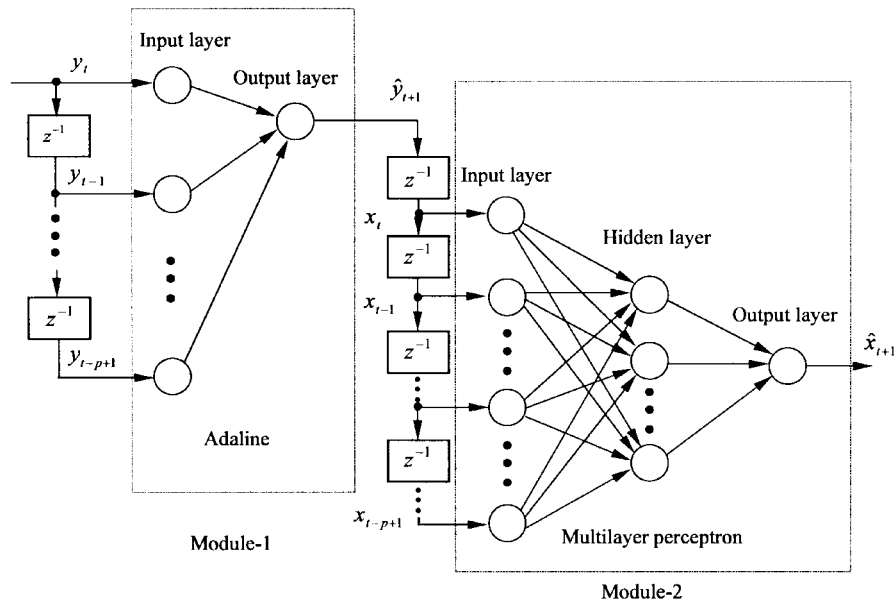 Input layer
y_t
Output layer
ŷ_{t+1}
z⁻¹
z⁻¹
Input layer
y_{t-1}
x_t
Hidden layer
z⁻¹
x_{t-1}
z⁻¹
Output layer
z⁻¹
x̂_{t+1}
y_{t-p+1}
Adaline
z⁻¹
x_{t-p+1}
Module-1
Multilayer perceptron
Module-2